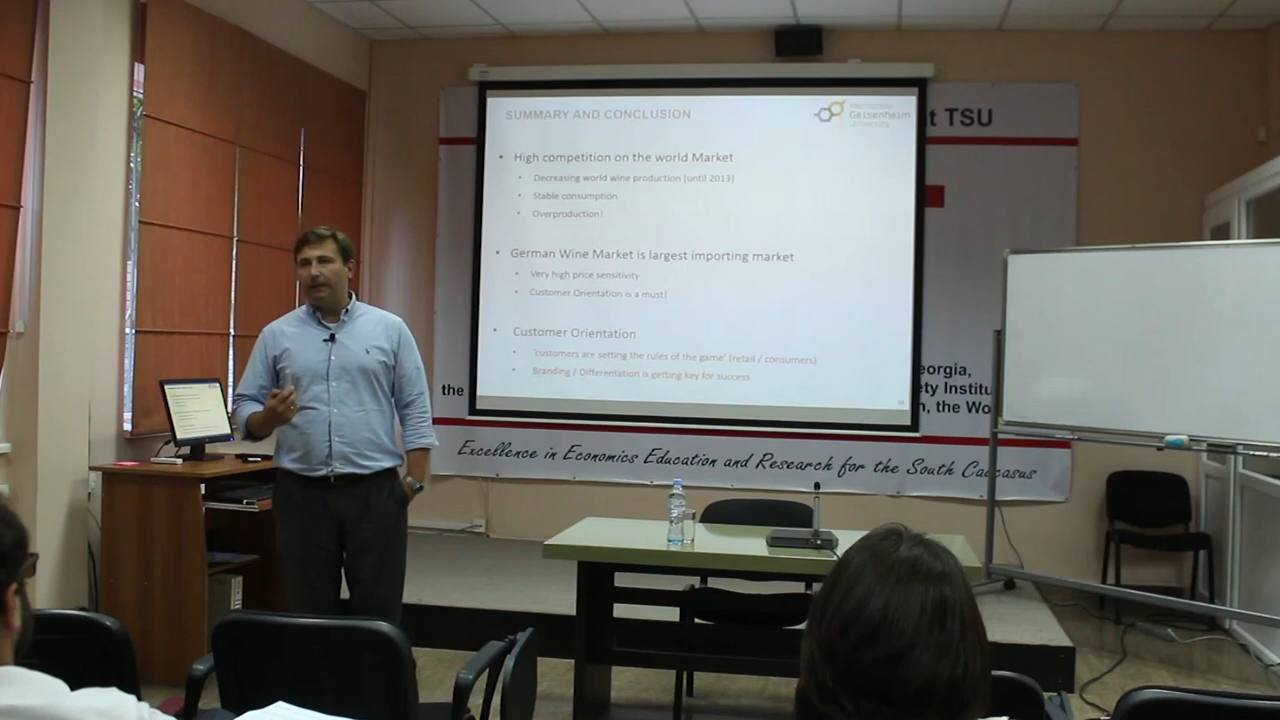 SUMMARY AND CONCLUSION
Geisenheim
t TSU
• High competition on the world Market
• Decreasing world wine production (until 2013)
• Stable consumption
• Overproduction!
• German Wine Market is largest importing market
• Very high price sensitivity
• Customer Orientation is a must!
• Customer Orientation
• 'customers are setting the rules of the game' (retail / consumers)
• Branding / Differentation is getting key for success
eorgia,
the
ety Institu
n, the Wo
Excellence in Economics Education and Research for the South Caucasus